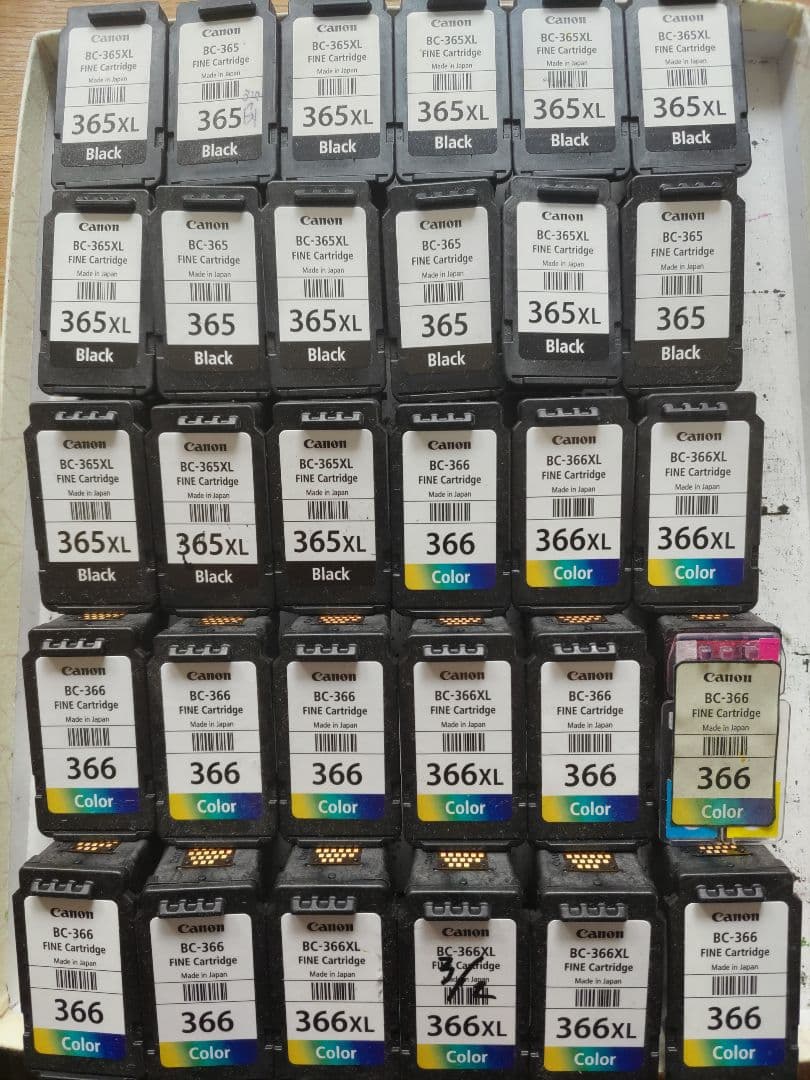 Canon
BC-365XL
FINE Cartridge
Made in Japan
365XL
Black
Canon
BC-365
FINE Cartridge
Made in Japan
365
Black
Canon
BC-365XL
FINE Cartridge
Made in Japan
365XL
Black
Canon
BC-365XL
FINE Cartridge
Made in Japan
365XL
Black
Canon
BC-365XL
FINE Cartridge
Made in Japan
365XL
Black
Canon
BC-365XL
FINE Cartridge
Made in Japan
365XL
Black
Canon
BC-365XL
FINE Cartridge
Made in Japan
365XL
Black
Canon
BC-365
FINE Cartridge
Made in Japan
365
Black
Canon
BC-365XL
FINE Cartridge
Made in Japan
365XL
Black
Canon
BC-365
FINE Cartridge
Made in Japan
365
Black
Canon
BC-365XL
FINE Cartridge
Made in Japan
365XL
Black
Canon
BC-365
FINE Cartridge
Made in Japan
365
Black
Canon
BC-365XL
FINE Cartridge
Made in Japan
365XL
Black
Canon
BC-365XL
FINE Cartridge
Made in Japan
365XL
Black
Canon
BC-365XL
FINE Cartridge
Made in Japan
365XL
Black
Canon
BC-366
FINE Cartridge
Made in Japan
366
Color
Canon
BC-366XL
FINE Cartridge
Made in Japan
366XL
Color
Canon
BC-366XL
FINE Cartridge
Made in Japan
366XL
Color
Canon
BC-366
FINE Cartridge
Made in Japan
366
Color
Canon
BC-366
FINE Cartridge
Made in Japan
366
Color
Canon
BC-366
FINE Cartridge
Made in Japan
366
Color
Canon
BC-366XL
FINE Cartridge
Made in Japan
366XL
Color
Canon
BC-366
FINE Cartridge
Made in Japan
366
Color
Canon
BC-366
FINE Cartridge
Made in Japan
366
Color
Canon
BC-366
FINE Cartridge
Made in Japan
366
Color
Canon
BC-366
FINE Cartridge
Made in Japan
366
Color
Canon
BC-366XL
FINE Cartridge
Made in Japan
366XL
Color
Canon
BC-366XL
FINE Cartridge
Made in Japan
366XL
Color
Canon
BC-366XL
FINE Cartridge
Made in Japan
366XL
Color
Canon
BC-366
FINE Cartridge
Made in Japan
366
Color